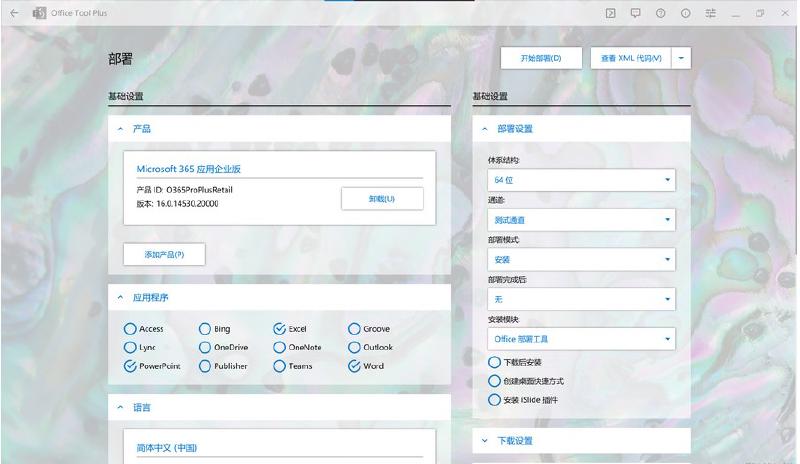 Office Tool Plus
部署
开始部署(D)
查看 XML 代码(V)
基础设置
产品
Microsoft 365 应用企业版
产品 ID: O365ProPlusRetail
版本: 16.0.14530.20000
卸载(U)
添加产品(P)
应用程序
Access
Bing
Excel
Groove
Lync
OneDrive
OneNote
Outlook
PowerPoint
Publisher
Teams
Word
语言
简体中文 (中国)
基础设置
部署设置
体系结构:
64 位
通道:
测试通道
部署模式:
安装
部署完成后:
无
安装模块:
Office 部署工具
下载后安装
创建桌面快捷方式
安装 iSlide 插件
下载设置